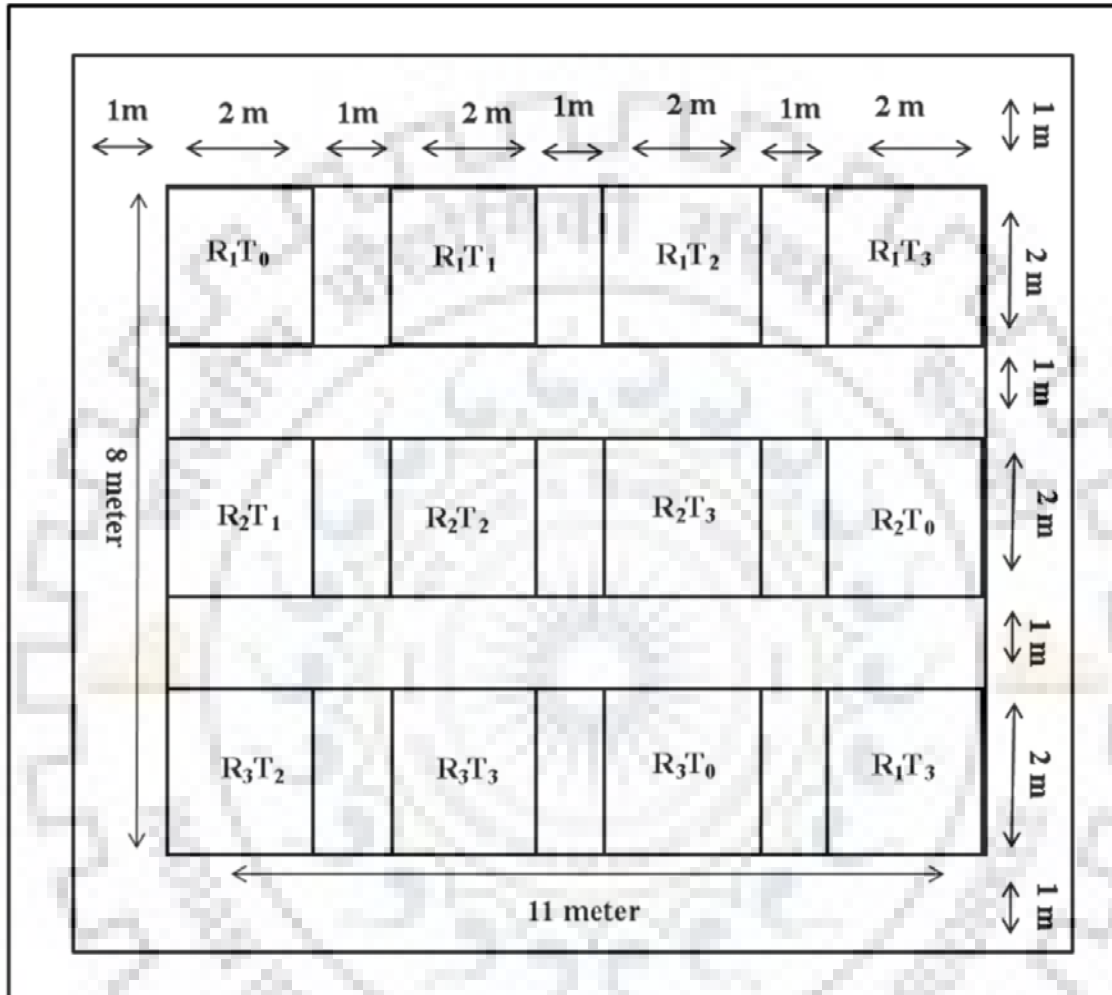 1m 2 m 1m 2 m 1m 2 m 1m 2 m 1 m
R₁T₀ R₁T₁ R₁T₂ R₁T₃ 2 m
1 m
8 meter
R₂T₁ R₂T₂ R₂T₃ R₂T₀ 2 m
1 m
R₃T₂ R₃T₃ R₃T₀ R₁T₃ 2 m
11 meter 1 m